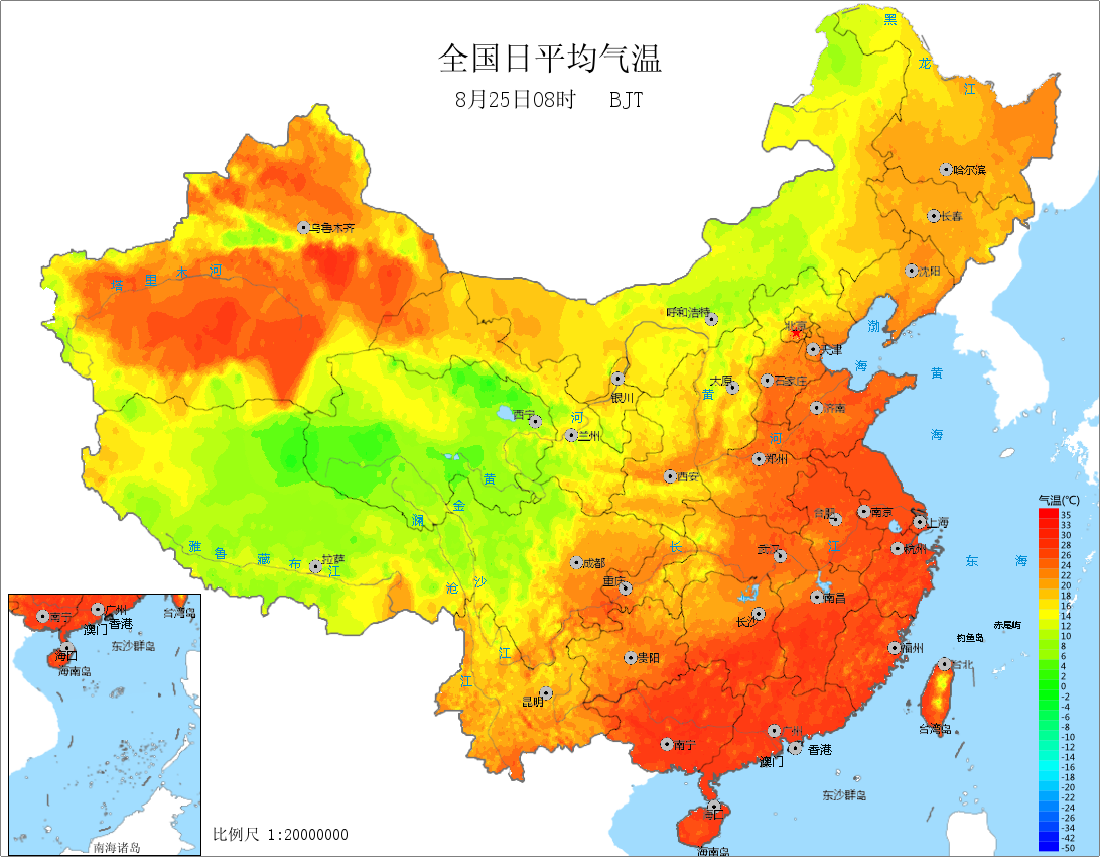 全国日平均气温
8月25日08时 BJT
黑
龙
江
哈尔滨
长春
沈阳
乌鲁木齐
塔 里 木 河
呼和浩特
北京
天津
渤
海
黄
海
太原
石家庄
济南
银川
黄
河
西宁
兰州
河
郑州
西安
黄
金
澜
合肥
南京
上海
杭州
武汉
江
长
东 海
雅 鲁 藏 布 江
拉萨
成都
重庆
沧
沙
南昌
长沙
贵阳
福州
江
江
昆明
钓鱼岛
赤尾屿
台北
台湾岛
南宁
广州
香港
澳门
东沙群岛
海口
海南岛
气温(℃)
35
33
30
28
26
24
22
20
18
16
14
12
10
8
6
4
2
0
-2
-4
-6
-8
-10
-12
-14
-16
-18
-20
-22
-24
-26
-34
-42
-50
南宁
广州
台湾岛
澳门
香港
东沙群岛
海口
海南岛
南海诸岛
比例尺 1:20000000